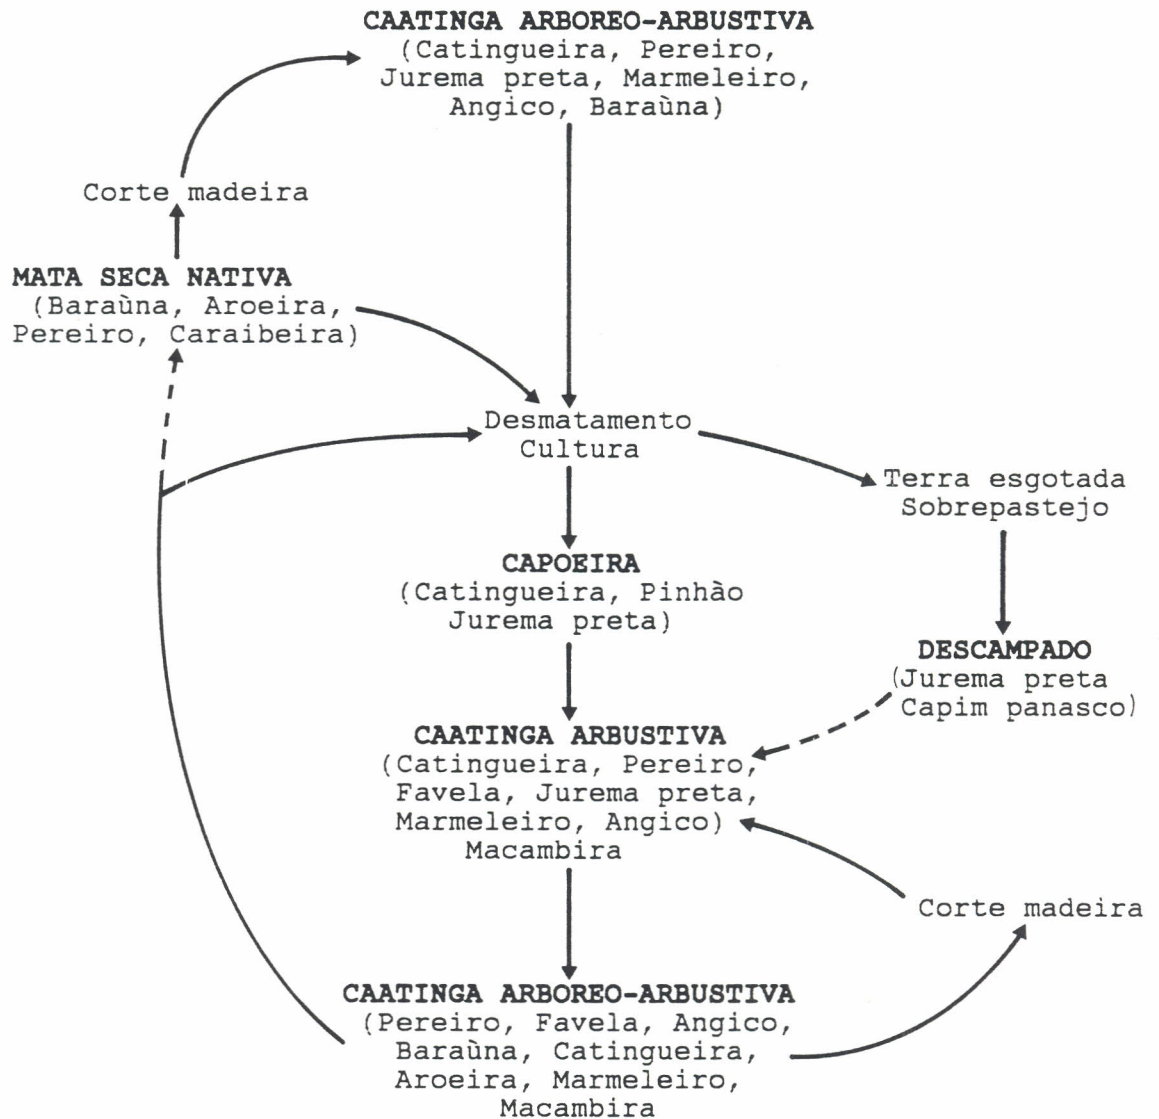 CAATINGA ARBOREO-ARBUSTIVA
(Catingueira, Pereiro,
Jurema preta, Marmeleiro,
Angico, Baraùna)
Corte madeira
MATA SECA NATIVA
(Baraùna, Aroeira,
Pereiro, Caraibeira)
Desmatamento
Cultura
Terra esgotada
Sobrepastejo
CAPOEIRA
(Catingueira, Pinhào
Jurema preta)
DESCAMPADO
(Jurema preta
Capim panasco)
CAATINGA ARBUSTIVA
(Catingueira, Pereiro,
Favela, Jurema preta,
Marmeleiro, Angico)
Macambira
Corte madeira
CAATINGA ARBOREO-ARBUSTIVA
(Pereiro, Favela, Angico,
Baraùna, Catingueira,
Aroeira, Marmeleiro,
Macambira